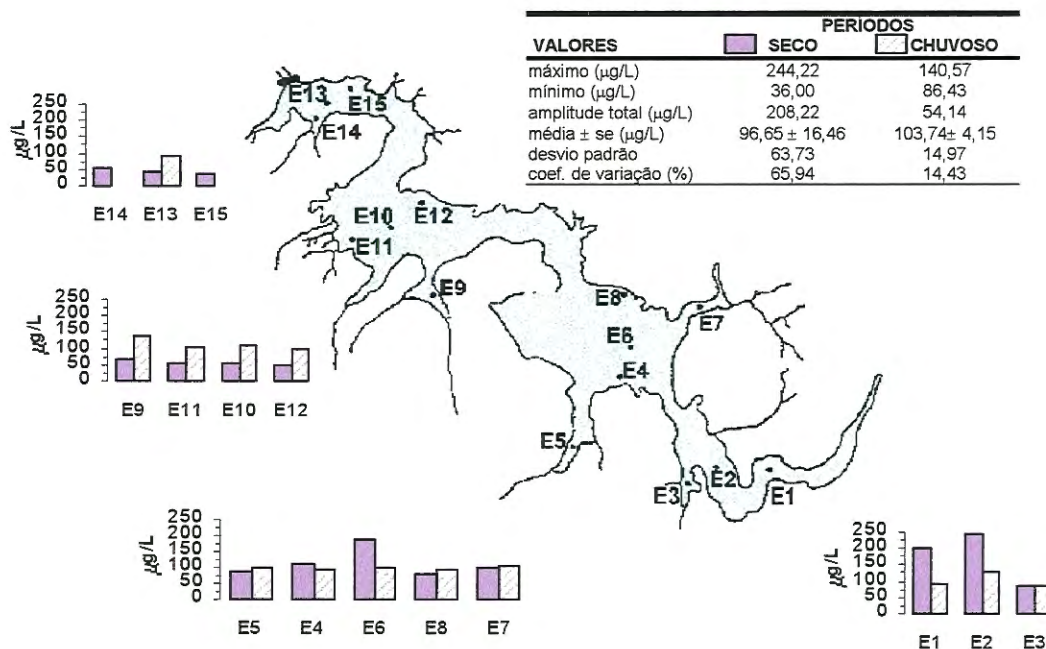 PERIODOS
VALORES SECO CHUVOSO
máximo (µg/L) 244,22 140,57
mínimo (µg/L) 36,00 86,43
amplitude total (µg/L) 208,22 54,14
média ± se (µg/L) 96,65 ± 16,46 103,74± 4,15
desvio padrão 63,73 14,97
coef. de variação (%) 65,94 14,43
E13
E15
E14
µg/L
250
200
150
100
50
0
E14 E13 E15
E10
E12
E11
E9
µg/L
250
200
150
100
50
0
E9 E11 E10 E12
E8
E7
E6
E4
E5
E3
E2
E1
µg/L
250
200
150
100
50
0
E5 E4 E6 E8 E7
µg/L
250
200
150
100
50
0
E1 E2 E3